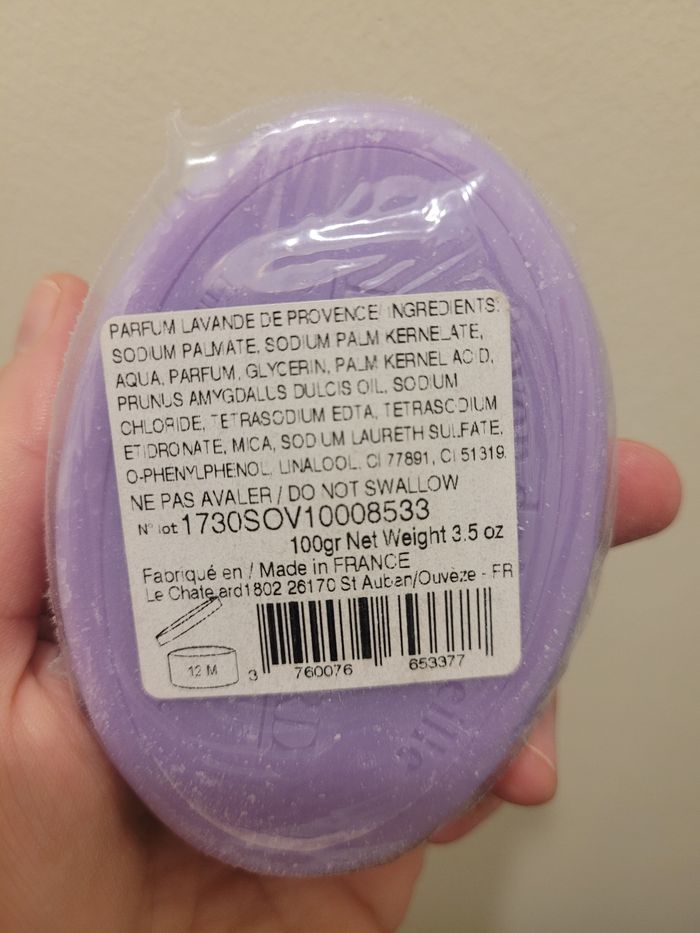 PARFUM LAVANDE DE PROVENCE/ INGREDIENTS:
SODIUM PALMATE, SODIUM PALM KERNELATE,
AQUA, PARFUM, GLYCERIN, PALM KERNEL ACID,
PRUNUS AMYGDALUS DULCIS OIL, SODIUM
CHLORIDE, TETRASODIUM EDTA, TETRASODIUM
ETIDRONATE, MICA, SODIUM LAURETH SULFATE,
O-PHENYLPHENOL, LINALOOL, CI 77891, CI 51319.
NE PAS AVALER / DO NOT SWALLOW
N° lot 1730SOV10008533
100gr Net Weight 3.5 oz
Fabriqué en / Made in FRANCE
Le 1802 26170 St Auban/Ouvèze - FR
12 M
3 760076 653377